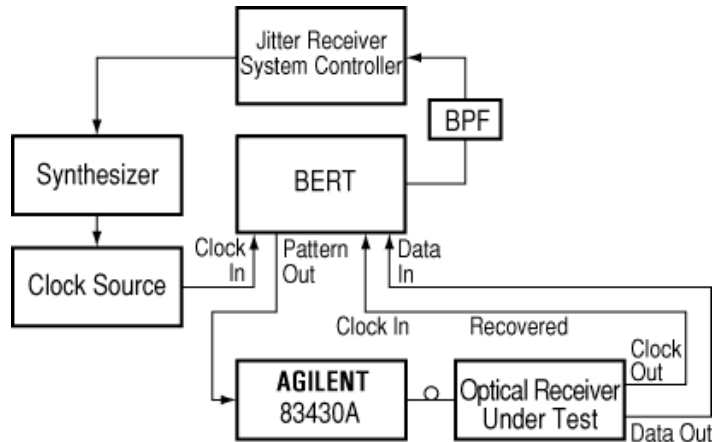 Jitter Receiver
System Controller
BPF
Synthesizer
BERT
Clock
In
Pattern
Out
Data
In
Clock Source
Clock In
Recovered
AGILENT
83430A
Optical Receiver
Under Test
Clock
Out
Data Out